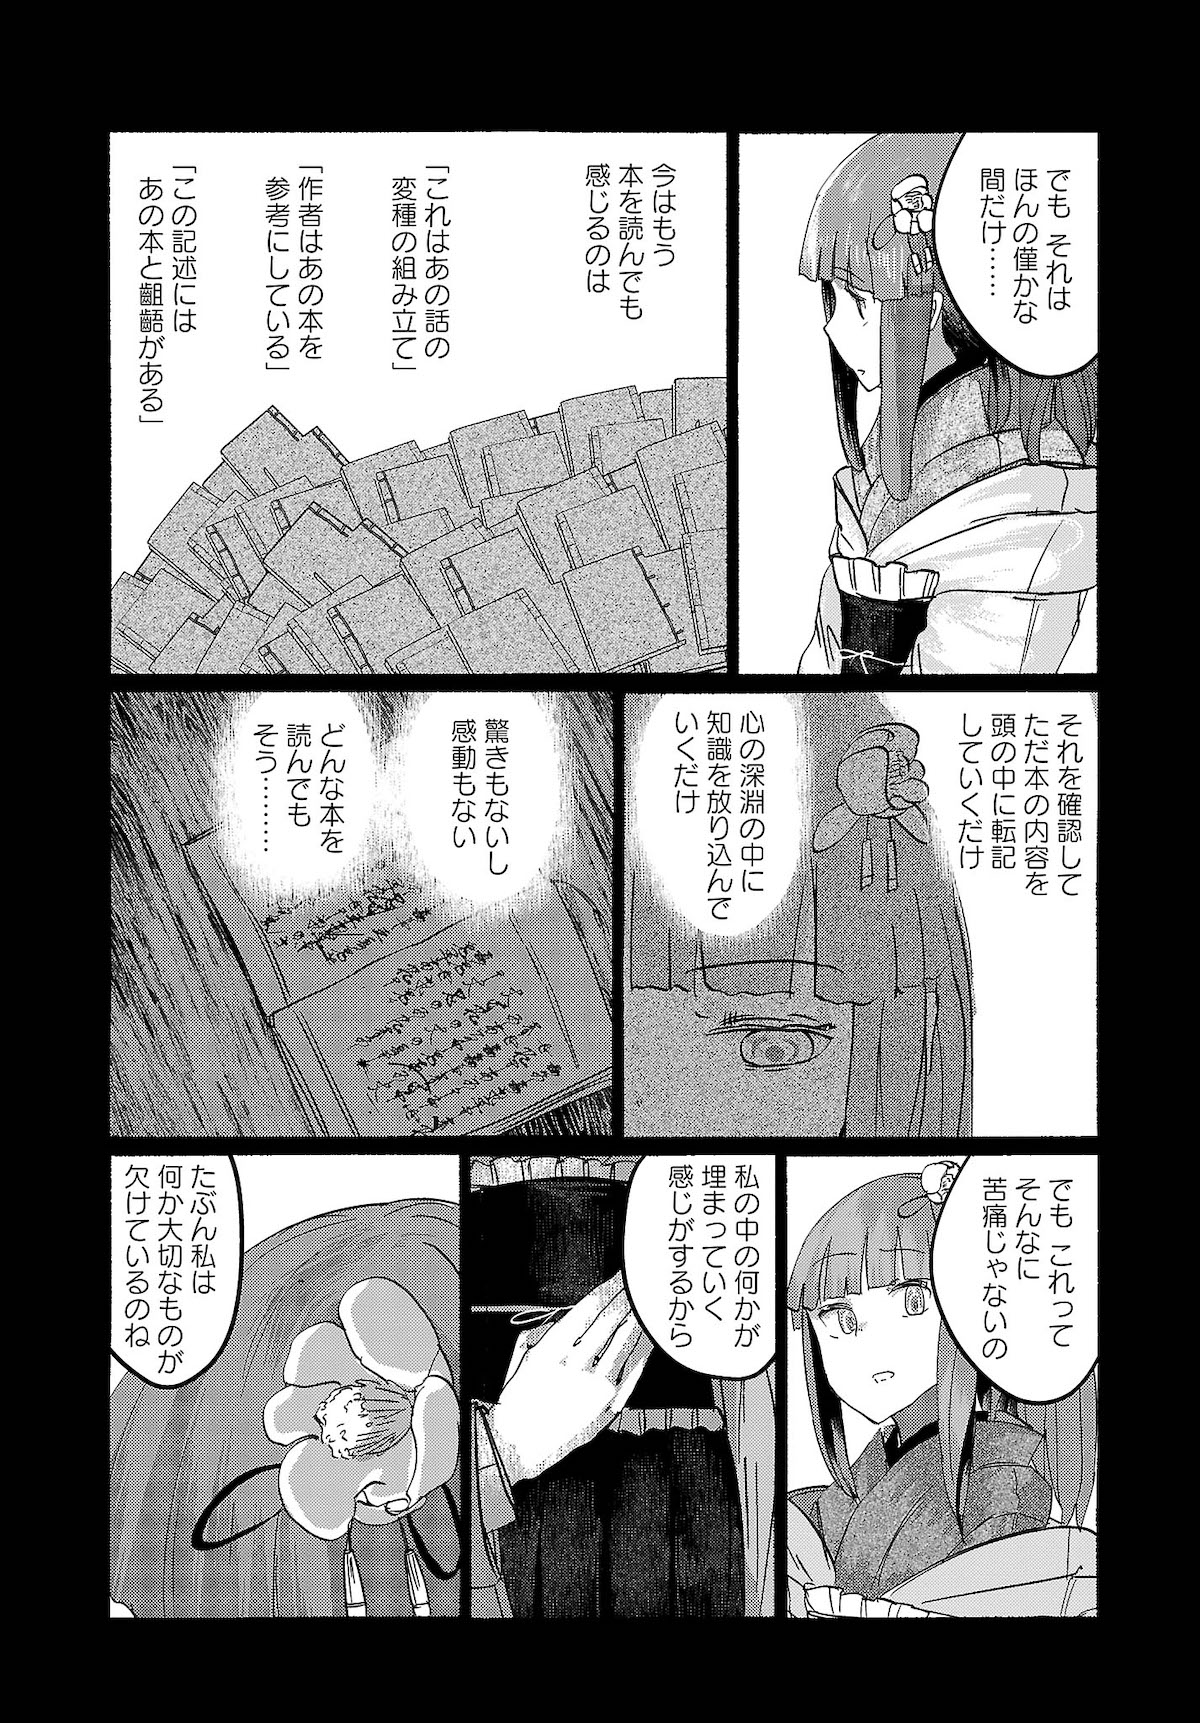 でも それは
ほんの僅かな
間だけ……
今はもう
本を読んでも
感じるのは
「これはあの話の
変種の組み立て」
「作者はあの本を
参考にしている」
「この記述には
あの本と齟齬がある」
それを確認して
ただ本の内容を
頭の中に転記
していくだけ
心の深淵の中に
知識を放り込んで
いくだけ
驚きもないし
感動もない
どんな本を
読んでも
そう………
でも これって
そんなに
苦痛じゃないの
私の中の何かが
埋まっていく
感じがするから
たぶん私は
何か大切なものが
欠けているのね